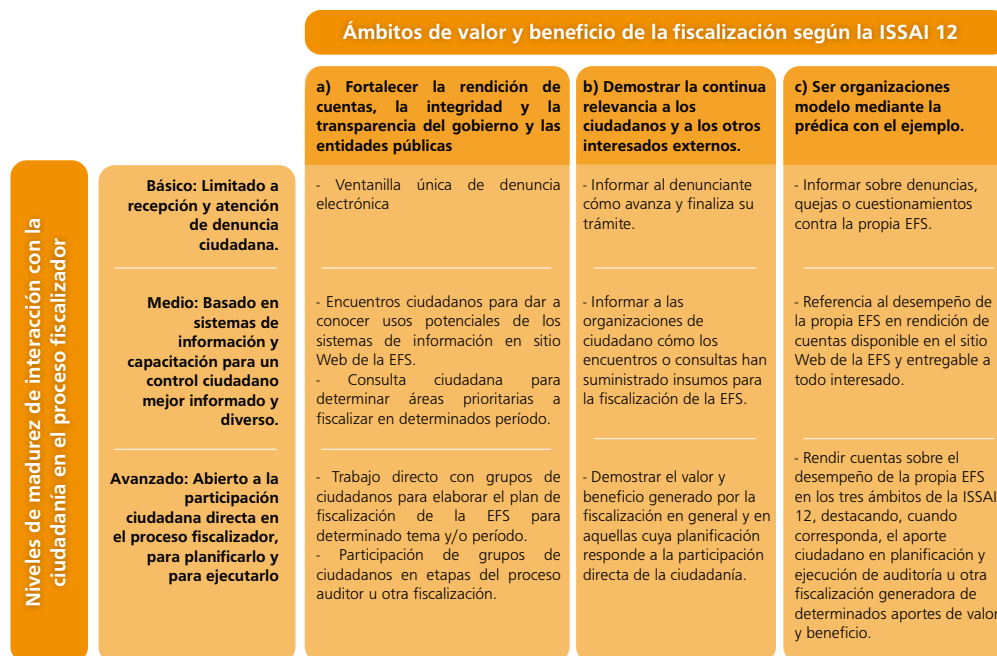 Ámbitos de valor y beneficio de la fiscalización según la ISSAI 12
a) Fortalecer la rendición de
cuentas, la integridad y la
transparencia del gobierno y las
entidades públicas
b) Demostrar la continua
relevancia a los
ciudadanos y a los otros
interesados externos.
c) Ser organizaciones
modelo mediante la
prédica con el ejemplo.
Niveles de madurez de interacción con la
ciudadanía en el proceso fiscalizador
Básico: Limitado a
recepción y atención
de denuncia
ciudadana.
- Ventanilla única de denuncia
electrónica
- Informar al denunciante
cómo avanza y finaliza su
trámite.
- Informar sobre denuncias,
quejas o cuestionamientos
contra la propia EFS.
Medio: Basado en
sistemas de
información y
capacitación para un
control ciudadano
mejor informado y
diverso.
- Encuentros ciudadanos para dar a
conocer usos potenciales de los
sistemas de información en sitio
Web de la EFS.
- Consulta ciudadana para
determinar áreas prioritarias a
fiscalizar en determinados período.
- Informar a las
organizaciones de
ciudadano cómo los
encuentros o consultas han
suministrado insumos para
la fiscalización de la EFS.
- Referencia al desempeño de
la propia EFS en rendición de
cuentas disponible en el sitio
Web de la EFS y entregable a
todo interesado.
Avanzado: Abierto a la
participación
ciudadana directa en
el proceso fiscalizador,
para planificarlo y
para ejecutarlo
- Trabajo directo con grupos de
ciudadanos para elaborar el plan de
fiscalización de la EFS para
determinado tema y/o período.
- Participación de grupos de
ciudadanos en etapas del proceso
auditor u otra fiscalización.
- Demostrar el valor y
beneficio generado por la
fiscalización en general y en
aquellas cuya planificación
responde a la participación
directa de la ciudadanía.
- Rendir cuentas sobre el
desempeño de la propia EFS
en los tres ámbitos de la ISSAI
12, destacando, cuando
corresponda, el aporte
ciudadano en planificación y
ejecución de auditoría u otra
fiscalización generadora de
determinados aportes de valor
y beneficio.